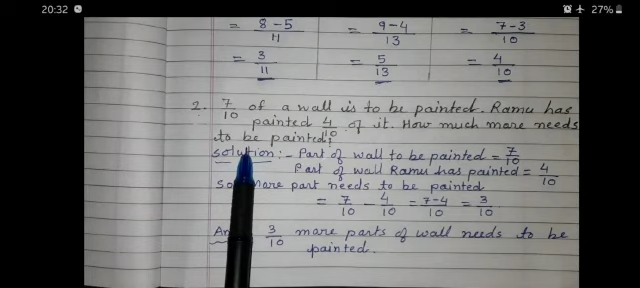 20:32
27%
= 8-5/11 = 9-4/13 = 7-3/10
= 3/11 = 5/13 = 4/10
2. 7/10 of a wall is to be painted. Ramu has
painted 4/10 of it. How much more needs
to be painted?
Solution:- Part of wall to be painted = 7/10
Part of wall Ramu has painted = 4/10
So more part needs to be painted
= 7/10 - 4/10 = 7-4/10 = 3/10
3/10 more parts of wall needs to be
painted.